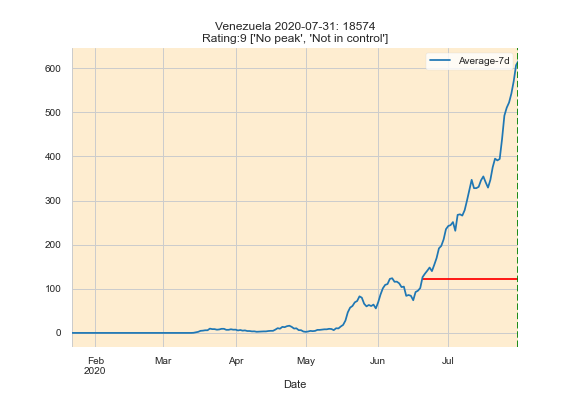 Venezuela 2020-07-31: 18574
Rating:9 ['No peak', 'Not in control']
Average-7d
600
500
400
300
200
100
0
Feb Mar Apr May Jun Jul
2020
Date